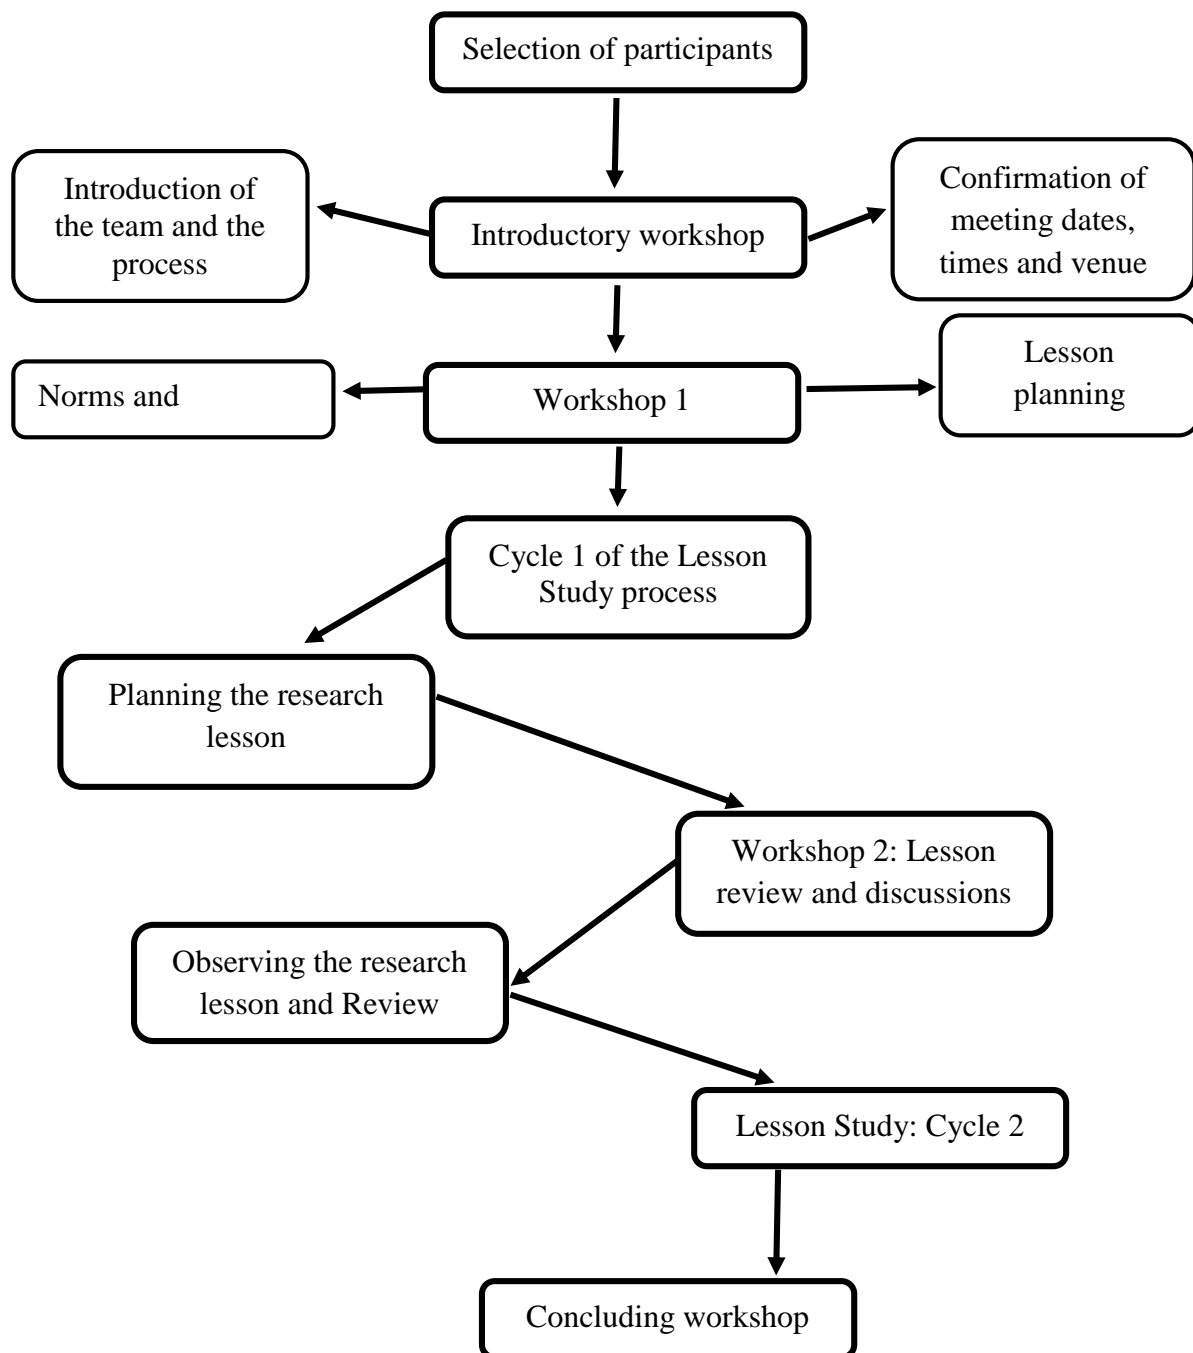 Selection of participants
Introduction of
the team and the
process
Introductory workshop
Confirmation of
meeting dates,
times and venue
Norms and
Workshop 1
Lesson
planning
Cycle 1 of the Lesson
Study process
Planning the research
lesson
Workshop 2: Lesson
review and discussions
Observing the research
lesson and Review
Lesson Study: Cycle 2
Concluding workshop